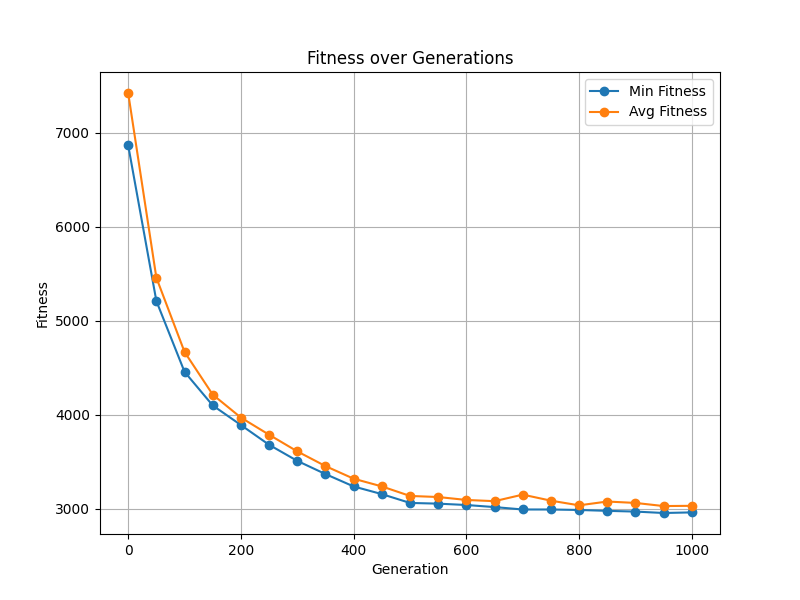 Fitness over Generations
Min Fitness
Avg Fitness
7000
6000
5000
4000
3000
Fitness
0 200 400 600 800 1000
Generation